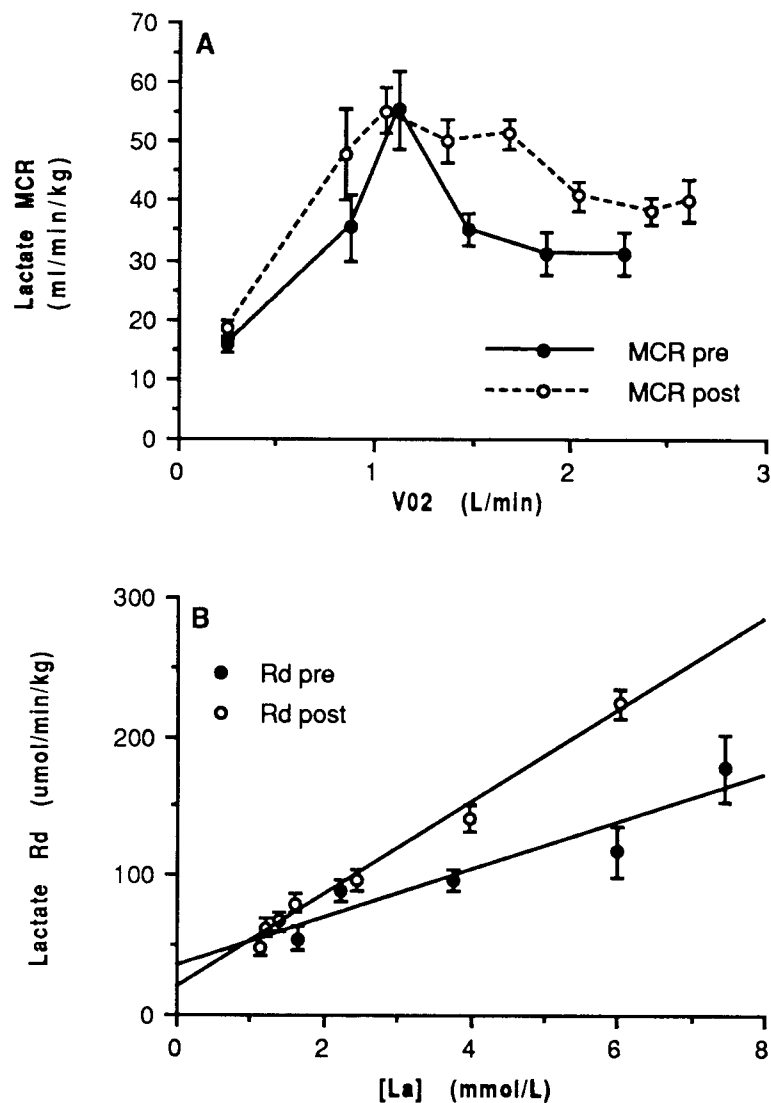 A
70
60
50
40
30
20
10
0
Lactate MCR
(ml/min/kg)
MCR pre
MCR post
0 1 2 3
V02 (L/min)
B
300
200
100
0
Lactate Rd (umol/min/kg)
Rd pre
Rd post
0 2 4 6 8
[La] (mmol/L)